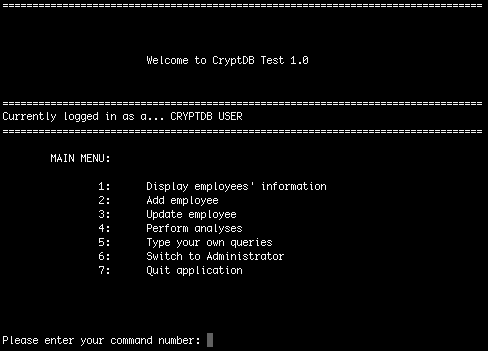 ================================================================================
Welcome to CryptDB Test 1.0
================================================================================
Currently logged in as a... CRYPTDB USER
================================================================================
MAIN MENU:
1: Display employees' information
2: Add employee
3: Update employee
4: Perform analyses
5: Type your own queries
6: Switch to Administrator
7: Quit application
Please enter your command number: